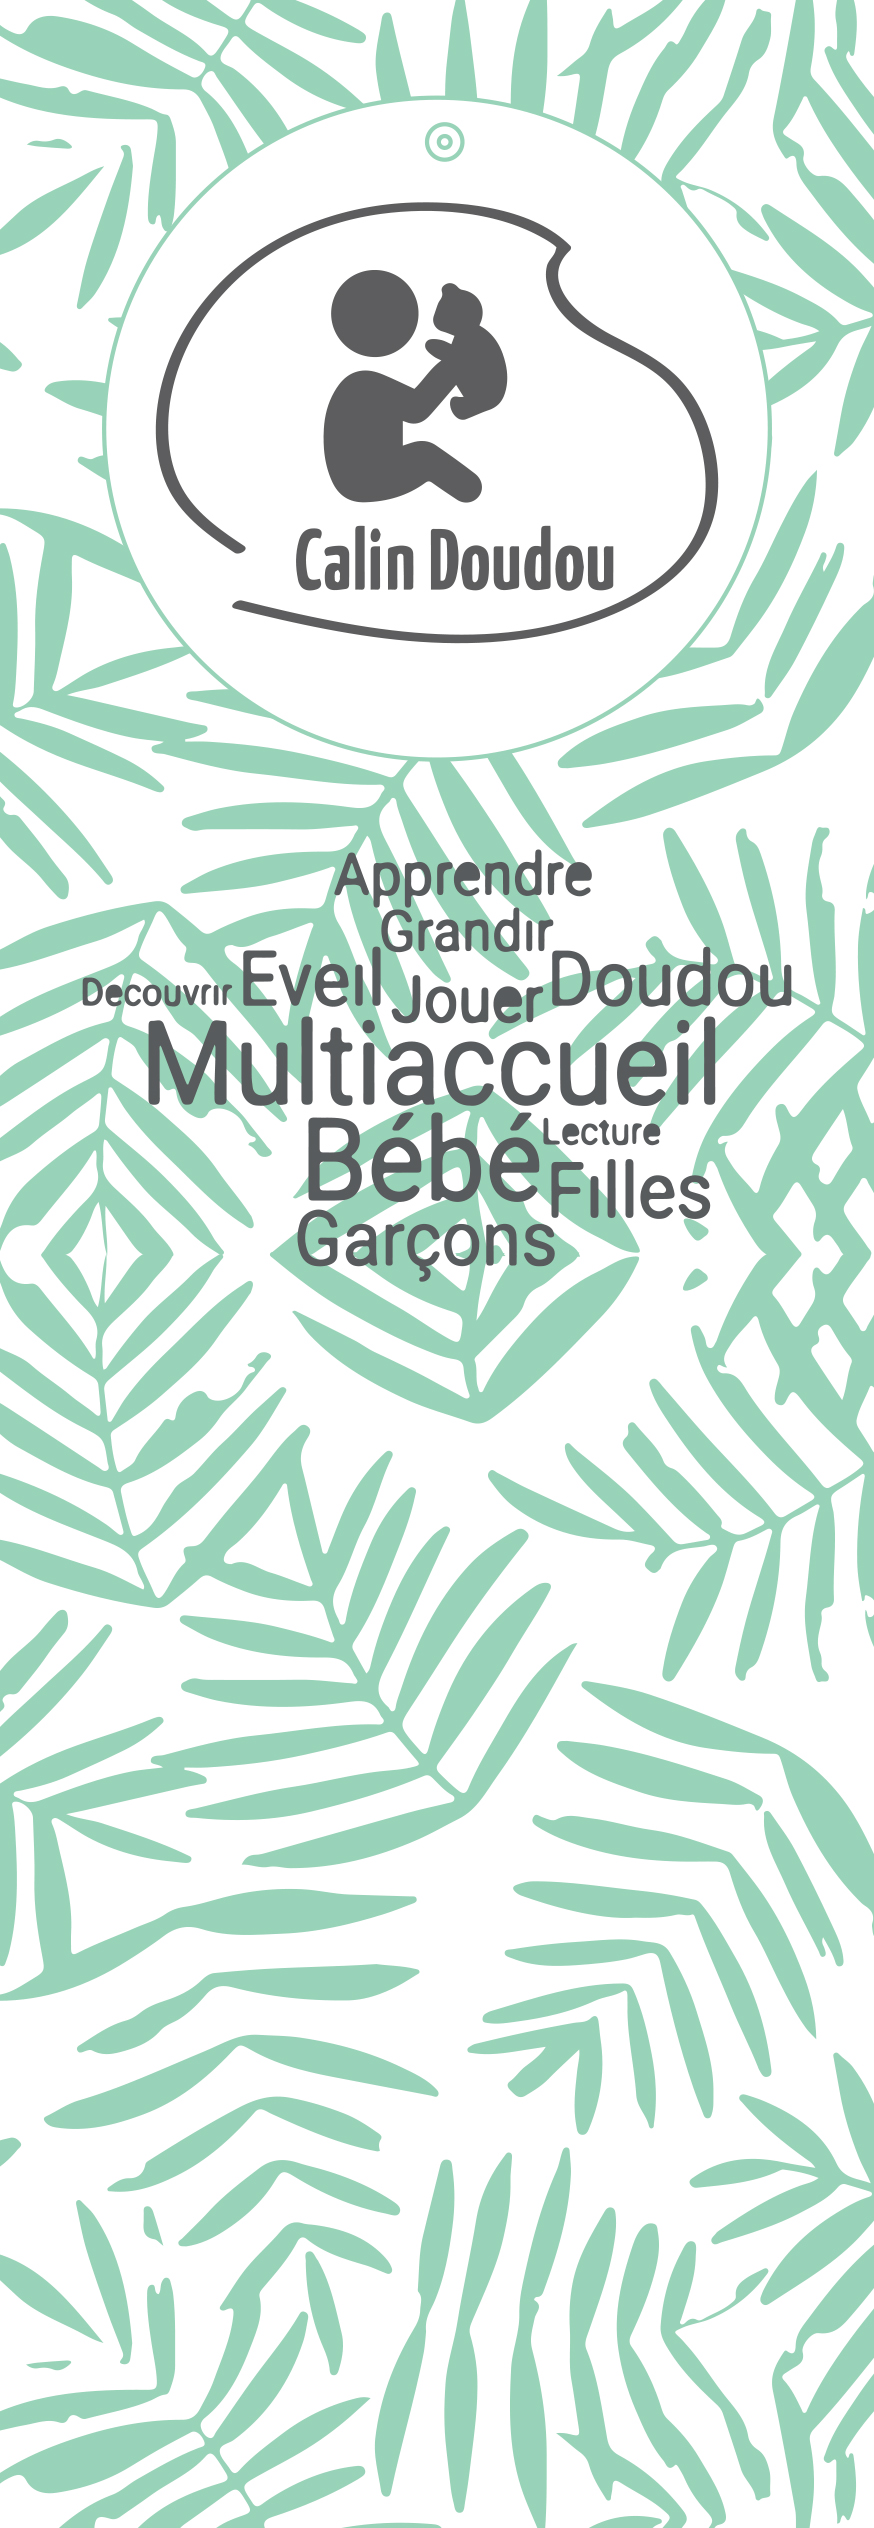 Calin Doudou
Apprendre
Grandir
Decouvrir Eveil Jouer Doudou
Multiaccueil
Bébé Lecture
Filles
Garçons